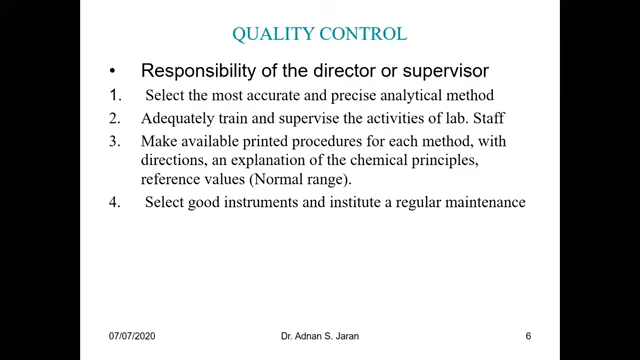 QUALITY CONTROL
• Responsibility of the director or supervisor
1. Select the most accurate and precise analytical method
2. Adequately train and supervise the activities of lab. Staff
3. Make available printed procedures for each method, with
directions, an explanation of the chemical principles,
reference values (Normal range).
4. Select good instruments and institute a regular maintenance
07/07/2020 Dr. Adnan S. Jaran 6